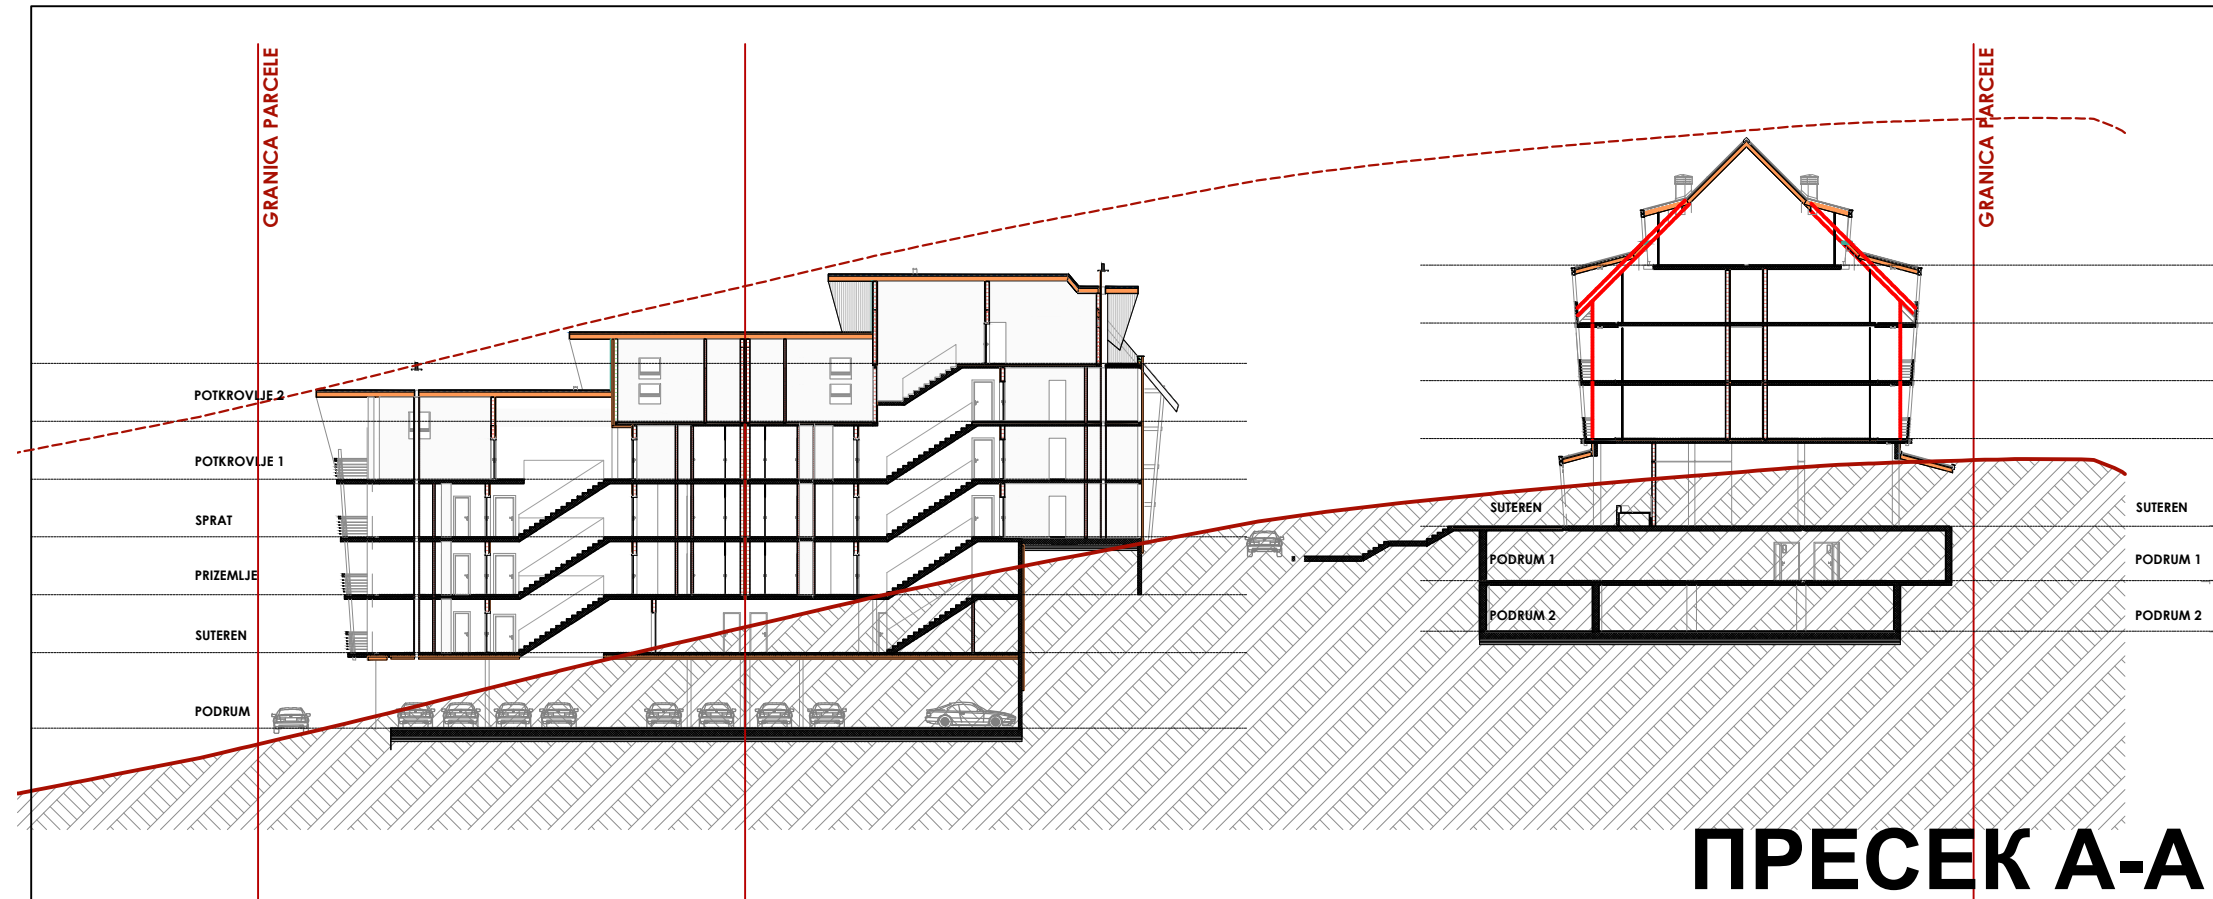 GRANICA PARCELE
GRANICA PARCELE
POTKROVLJE 2
POTKROVLJE 1
SPRAT
PRIZEMLJE
SUTEREN
PODRUM
SUTEREN
PODRUM 1
PODRUM 2
SUTEREN
PODRUM 1
PODRUM 2
ПРЕСЕК А-А